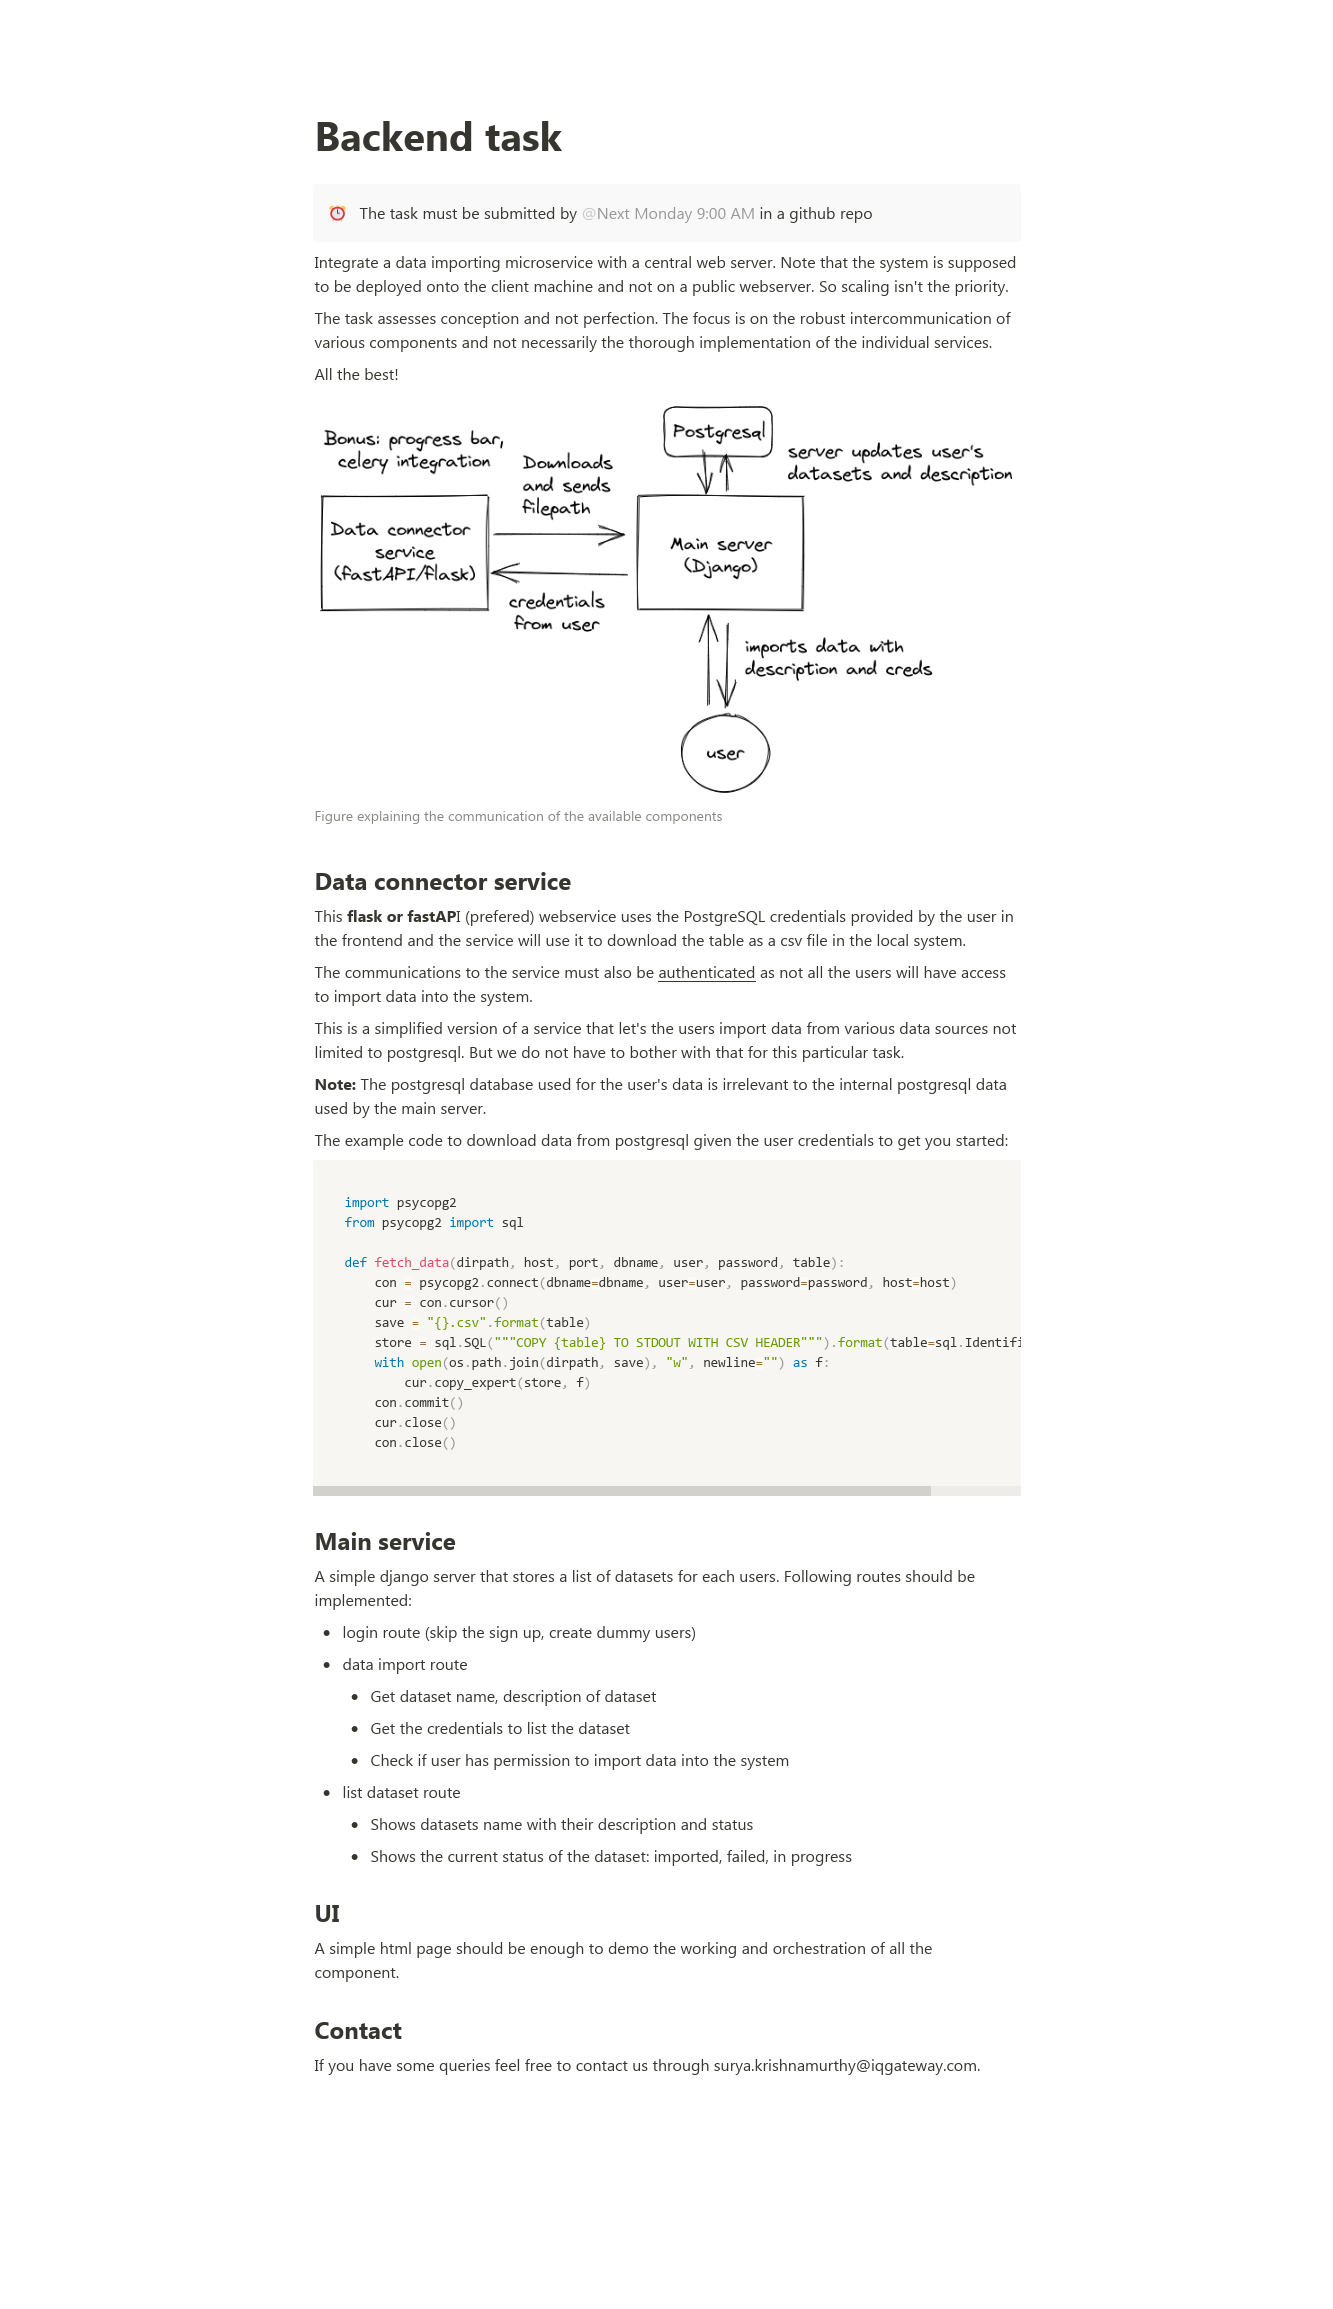 Backend task
The task must be submitted by @Next Monday 9:00 AM in a github repo
Integrate a data importing microservice with a central web server. Note that the system is supposed
to be deployed onto the client machine and not on a public webserver. So scaling isn't the priority.
The task assesses conception and not perfection. The focus is on the robust intercommunication of
various components and not necessarily the thorough implementation of the individual services.
All the best!
Bonus: progress bar,
celery integration
Downloads
and sends
filepath
Postgresql
server updates user's
datasets and description
Data connector
service
(fastAPI/flask)
Main server
(Django)
credentials
from user
imports data with
description and creds
user
Figure explaining the communication of the available components
Data connector service
This flask or fastAPI (prefered) webservice uses the PostgreSQL credentials provided by the user in
the frontend and the service will use it to download the table as a csv file in the local system.
The communications to the service must also be authenticated as not all the users will have access
to import data into the system.
This is a simplified version of a service that let's the users import data from various data sources not
limited to postgresql. But we do not have to bother with that for this particular task.
Note: The postgresql database used for the user's data is irrelevant to the internal postgresql data
used by the main server.
The example code to download data from postgresql given the user credentials to get you started:
import psycopg2
from psycopg2 import sql
def fetch_data(dirpath, host, port, dbname, user, password, table):
    con = psycopg2.connect(dbname=dbname, user=user, password=password, host=host)
    cur = con.cursor()
    save = "{}.csv".format(table)
    store = sql.SQL("""COPY {table} TO STDOUT WITH CSV HEADER""").format(table=sql.Identifi
    with open(os.path.join(dirpath, save), "w", newline="") as f:
        cur.copy_expert(store, f)
    con.commit()
    cur.close()
    con.close()
Main service
A simple django server that stores a list of datasets for each users. Following routes should be
implemented:
• login route (skip the sign up, create dummy users)
• data import route
• Get dataset name, description of dataset
• Get the credentials to list the dataset
• Check if user has permission to import data into the system
• list dataset route
• Shows datasets name with their description and status
• Shows the current status of the dataset: imported, failed, in progress
UI
A simple html page should be enough to demo the working and orchestration of all the
component.
Contact
If you have some queries feel free to contact us through surya.krishnamurthy@iqgateway.com.